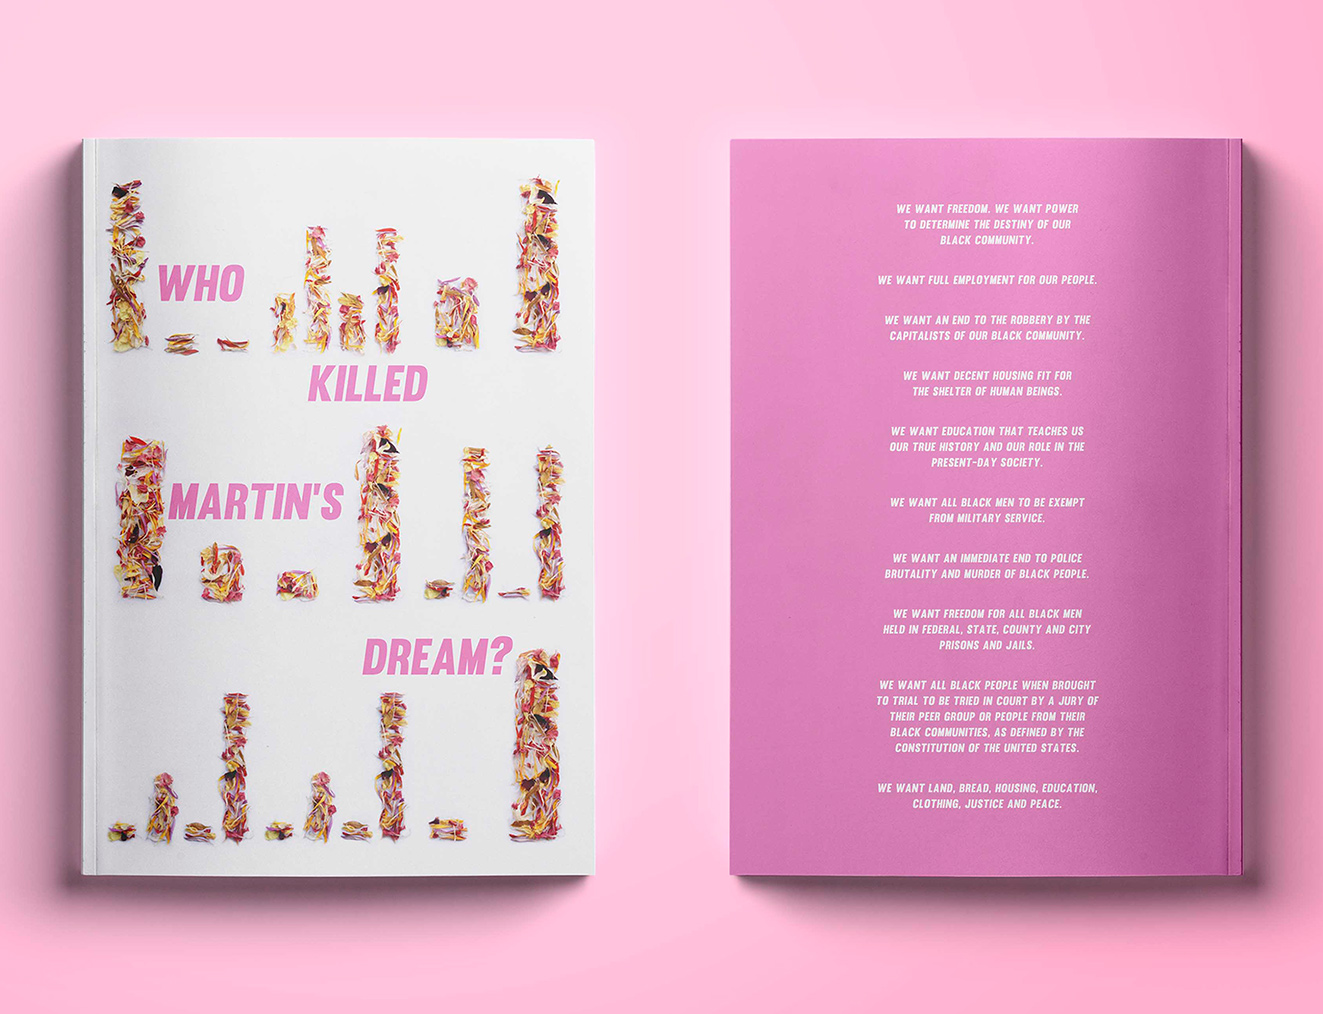 WHO
KILLED
MARTIN'S
DREAM?
WE WANT FREEDOM. WE WANT POWER
TO DETERMINE THE DESTINY OF OUR
BLACK COMMUNITY.
WE WANT FULL EMPLOYMENT FOR OUR PEOPLE.
WE WANT AN END TO THE ROBBERY BY THE
CAPITALISTS OF OUR BLACK COMMUNITY.
WE WANT DECENT HOUSING FIT FOR
THE SHELTER OF HUMAN BEINGS.
WE WANT EDUCATION THAT TEACHES US
OUR TRUE HISTORY AND OUR ROLE IN THE
PRESENT-DAY SOCIETY.
WE WANT ALL BLACK MEN TO BE EXEMPT
FROM MILITARY SERVICE.
WE WANT AN IMMEDIATE END TO POLICE
BRUTALITY AND MURDER OF BLACK PEOPLE.
WE WANT FREEDOM FOR ALL BLACK MEN
HELD IN FEDERAL, STATE, COUNTY AND CITY
PRISONS AND JAILS.
WE WANT ALL BLACK PEOPLE WHEN BROUGHT
TO TRIAL TO BE TRIED IN COURT BY A JURY OF
THEIR PEER GROUP OR PEOPLE FROM THEIR
BLACK COMMUNITIES, AS DEFINED BY THE
CONSTITUTION OF THE UNITED STATES.
WE WANT LAND, BREAD, HOUSING, EDUCATION,
CLOTHING, JUSTICE AND PEACE.